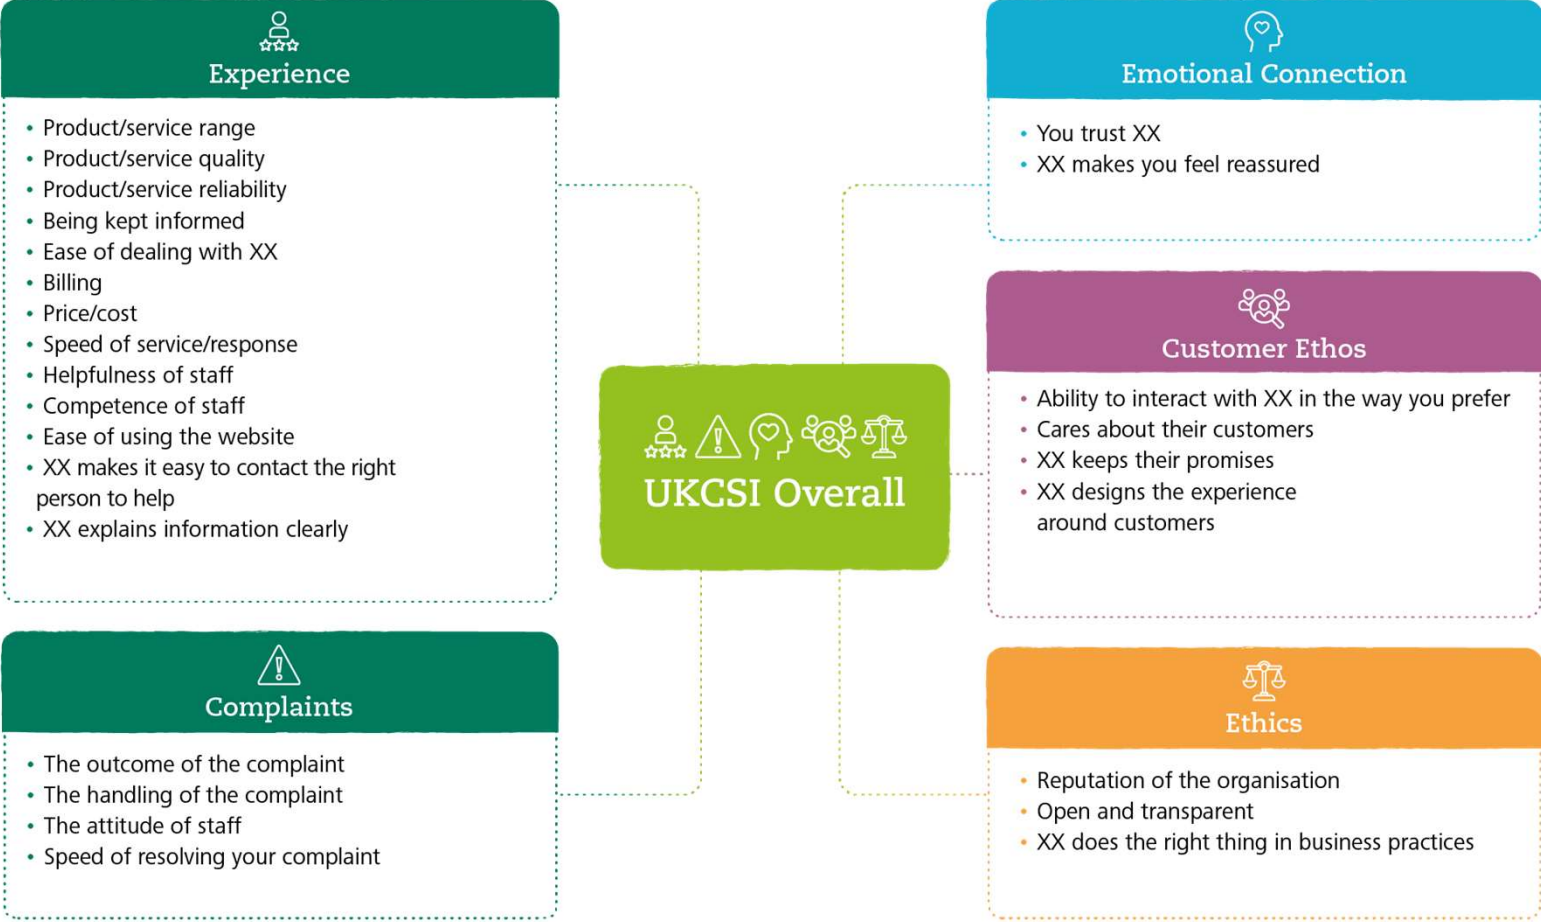 Experience
• Product/service range
• Product/service quality
• Product/service reliability
• Being kept informed
• Ease of dealing with XX
• Billing
• Price/cost
• Speed of service/response
• Helpfulness of staff
• Competence of staff
• Ease of using the website
• XX makes it easy to contact the right
person to help
• XX explains information clearly
Complaints
• The outcome of the complaint
• The handling of the complaint
• The attitude of staff
• Speed of resolving your complaint
UKCSI Overall
Emotional Connection
• You trust XX
• XX makes you feel reassured
Customer Ethos
• Ability to interact with XX in the way you prefer
• Cares about their customers
• XX keeps their promises
• XX designs the experience
around customers
Ethics
• Reputation of the organisation
• Open and transparent
• XX does the right thing in business practices